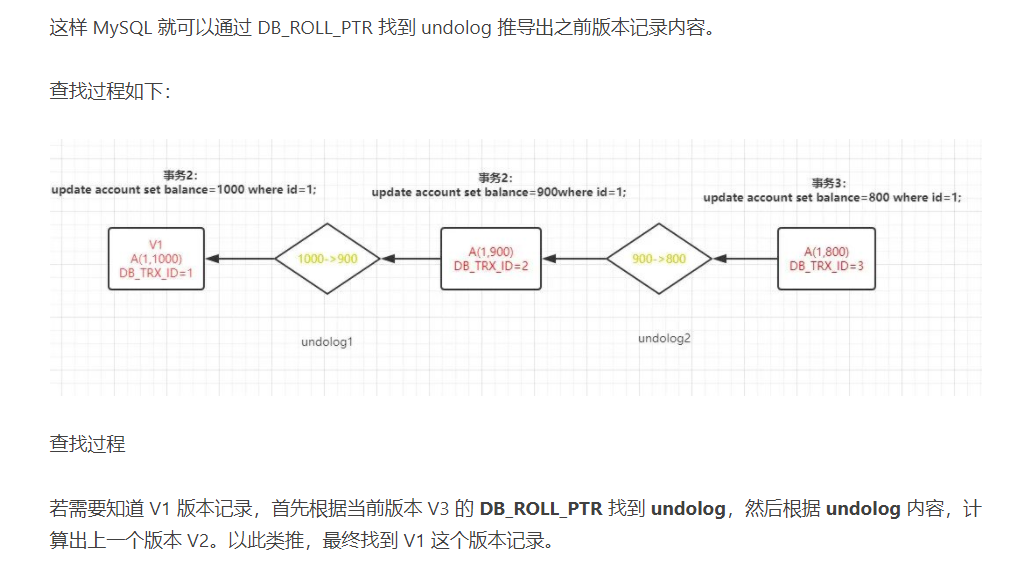 这样 MySQL 就可以通过 DB_ROLL_PTR 找到 undolog 推导出之前版本记录内容。
查找过程如下：
事务2:
update account set balance=1000 where id=1;
事务2:
update account set balance=900where id=1;
事务3:
update account set balance=800 where id=1;
V1
A(1,1000)
DB_TRX_ID=1
1000->900
A(1,900)
DB_TRX_ID=2
900->800
A(1,800)
DB_TRX_ID=3
undolog1
undolog2
查找过程
若需要知道 V1 版本记录，首先根据当前版本 V3 的 DB_ROLL_PTR 找到 undolog，然后根据 undolog 内容，计
算出上一个版本 V2。以此类推，最终找到 V1 这个版本记录。